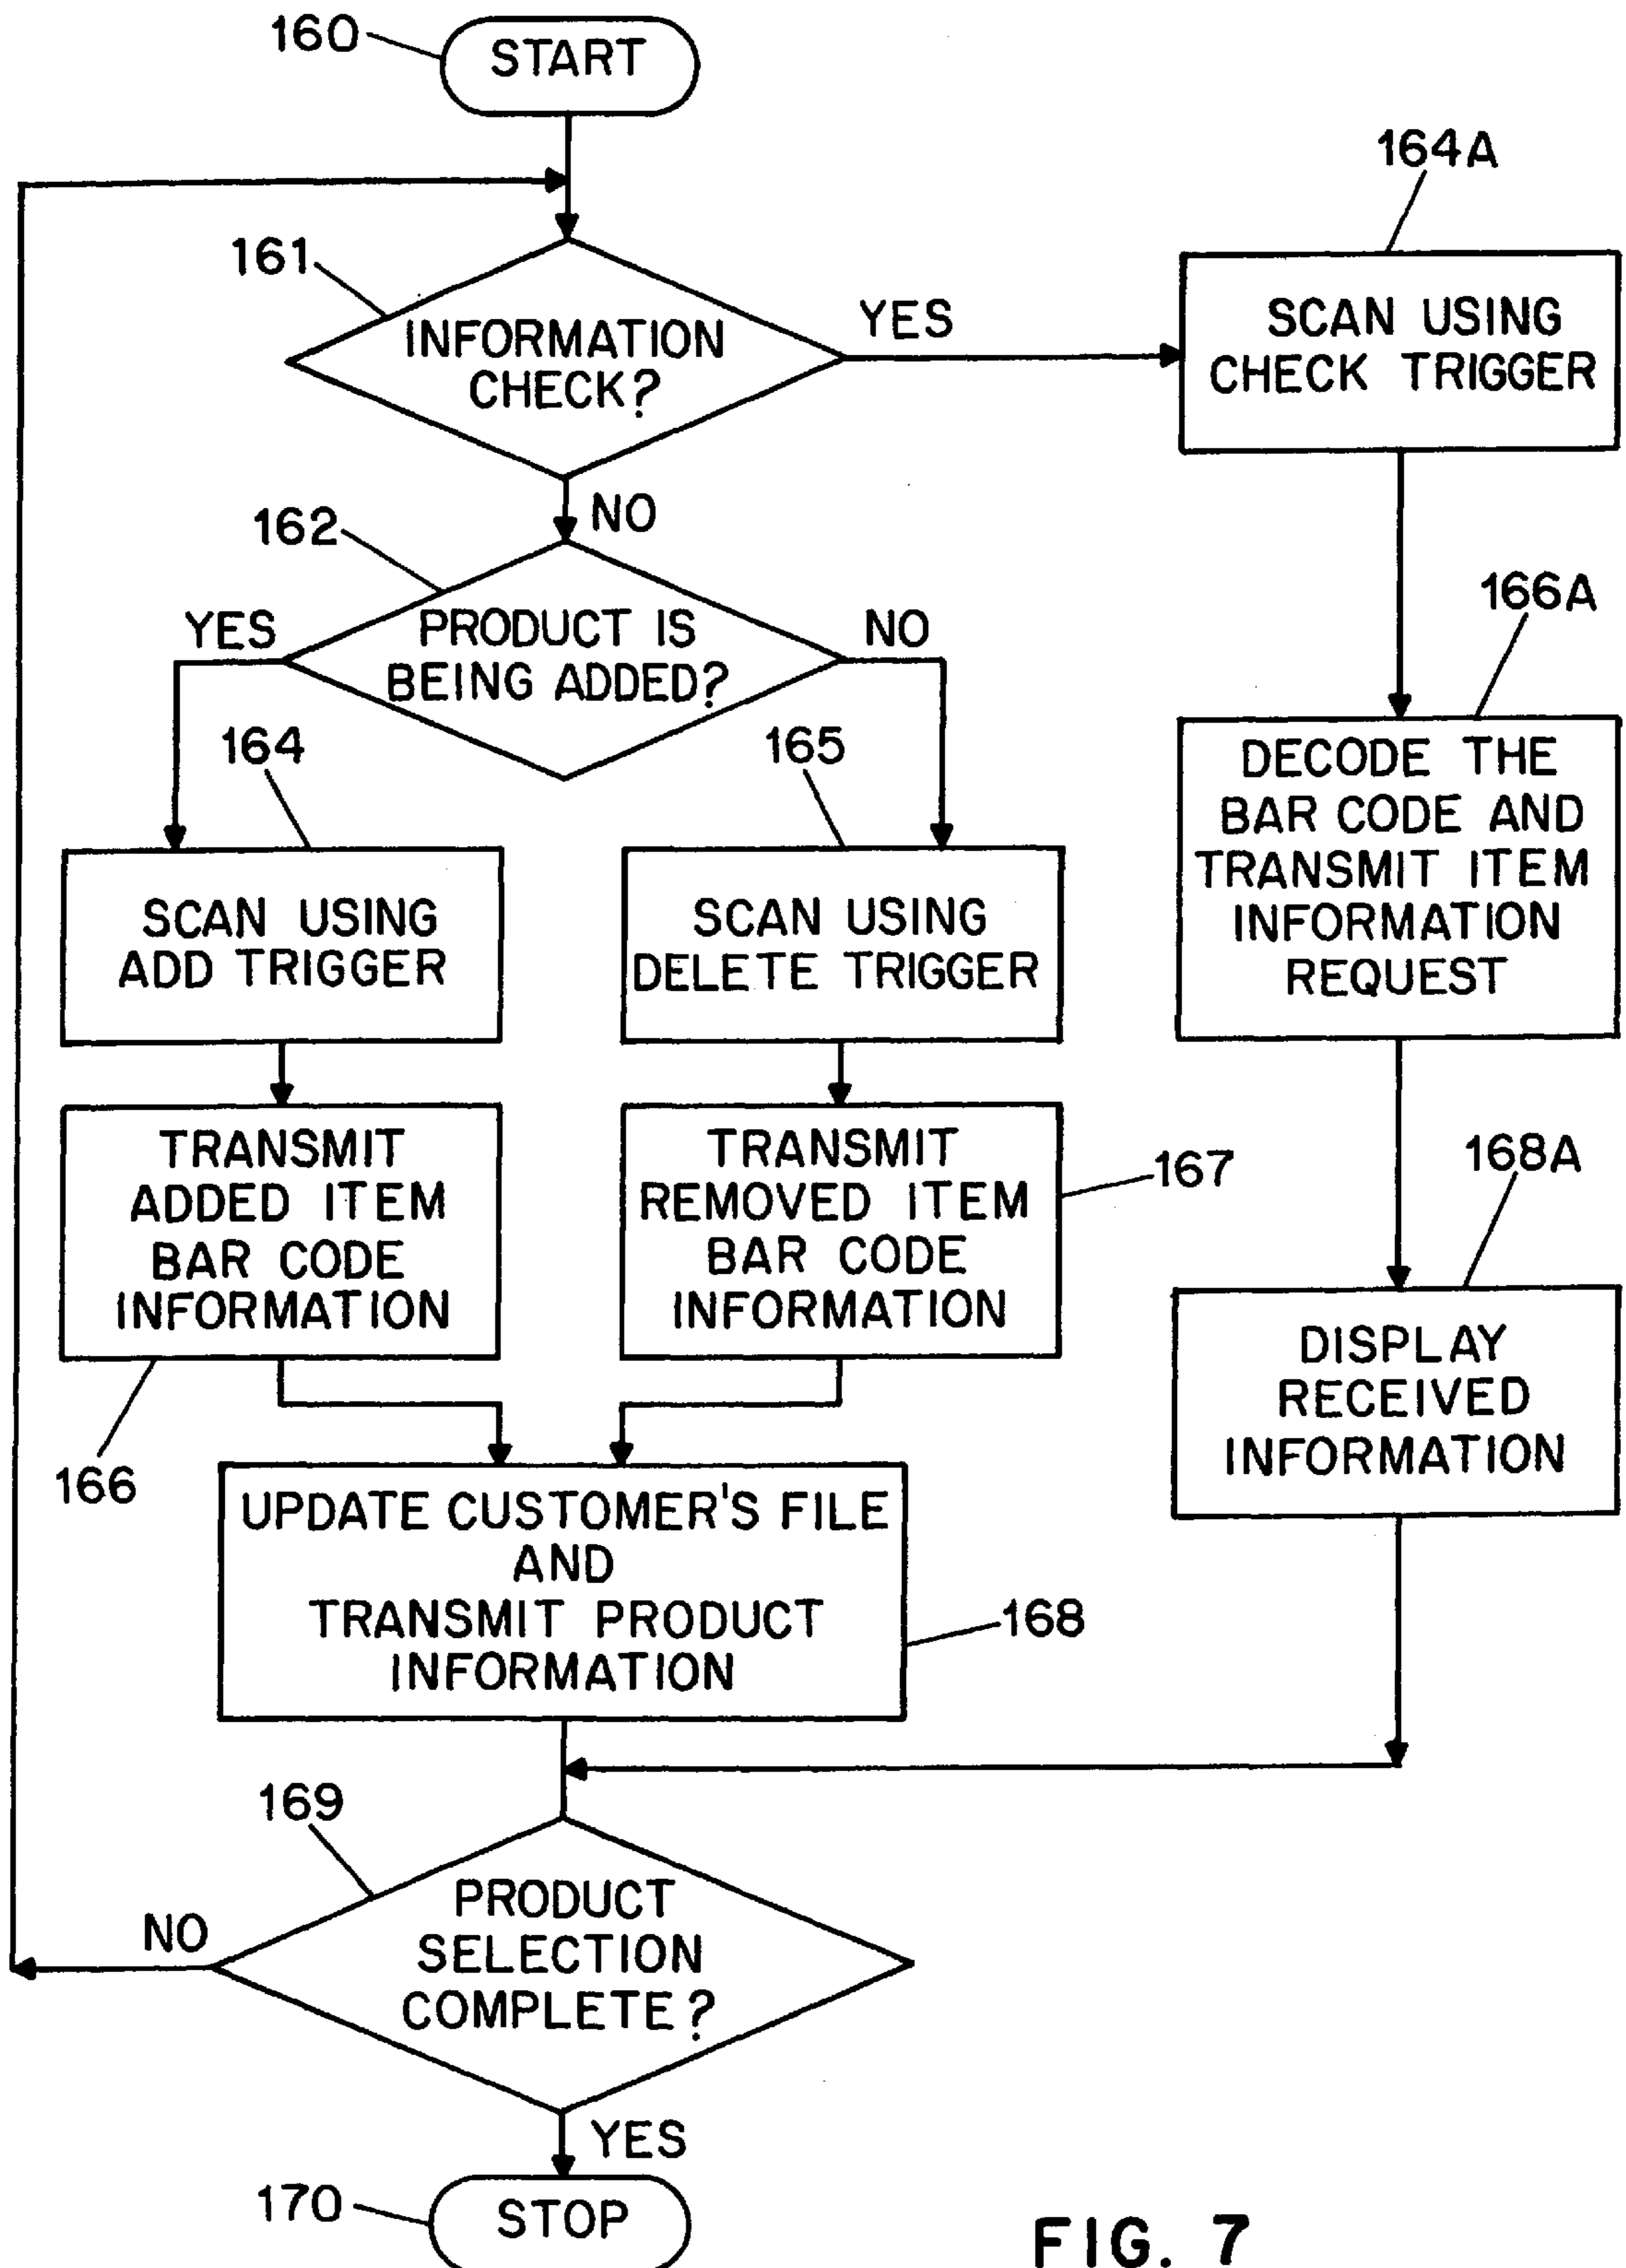 160
START
164A
161
INFORMATION
CHECK?
YES
SCAN USING
CHECK TRIGGER
NO
162
PRODUCT IS
BEING ADDED?
YES
NO
166A
DECODE THE
BAR CODE AND
TRANSMIT ITEM
INFORMATION
REQUEST
164
165
SCAN USING
ADD TRIGGER
SCAN USING
DELETE TRIGGER
TRANSMIT
ADDED ITEM
BAR CODE
INFORMATION
TRANSMIT
REMOVED ITEM
BAR CODE
INFORMATION
167
168A
DISPLAY
RECEIVED
INFORMATION
166
UPDATE CUSTOMER'S FILE
AND
TRANSMIT PRODUCT
INFORMATION
168
169
PRODUCT
SELECTION
COMPLETE?
NO
YES
170
STOP
FIG. 7